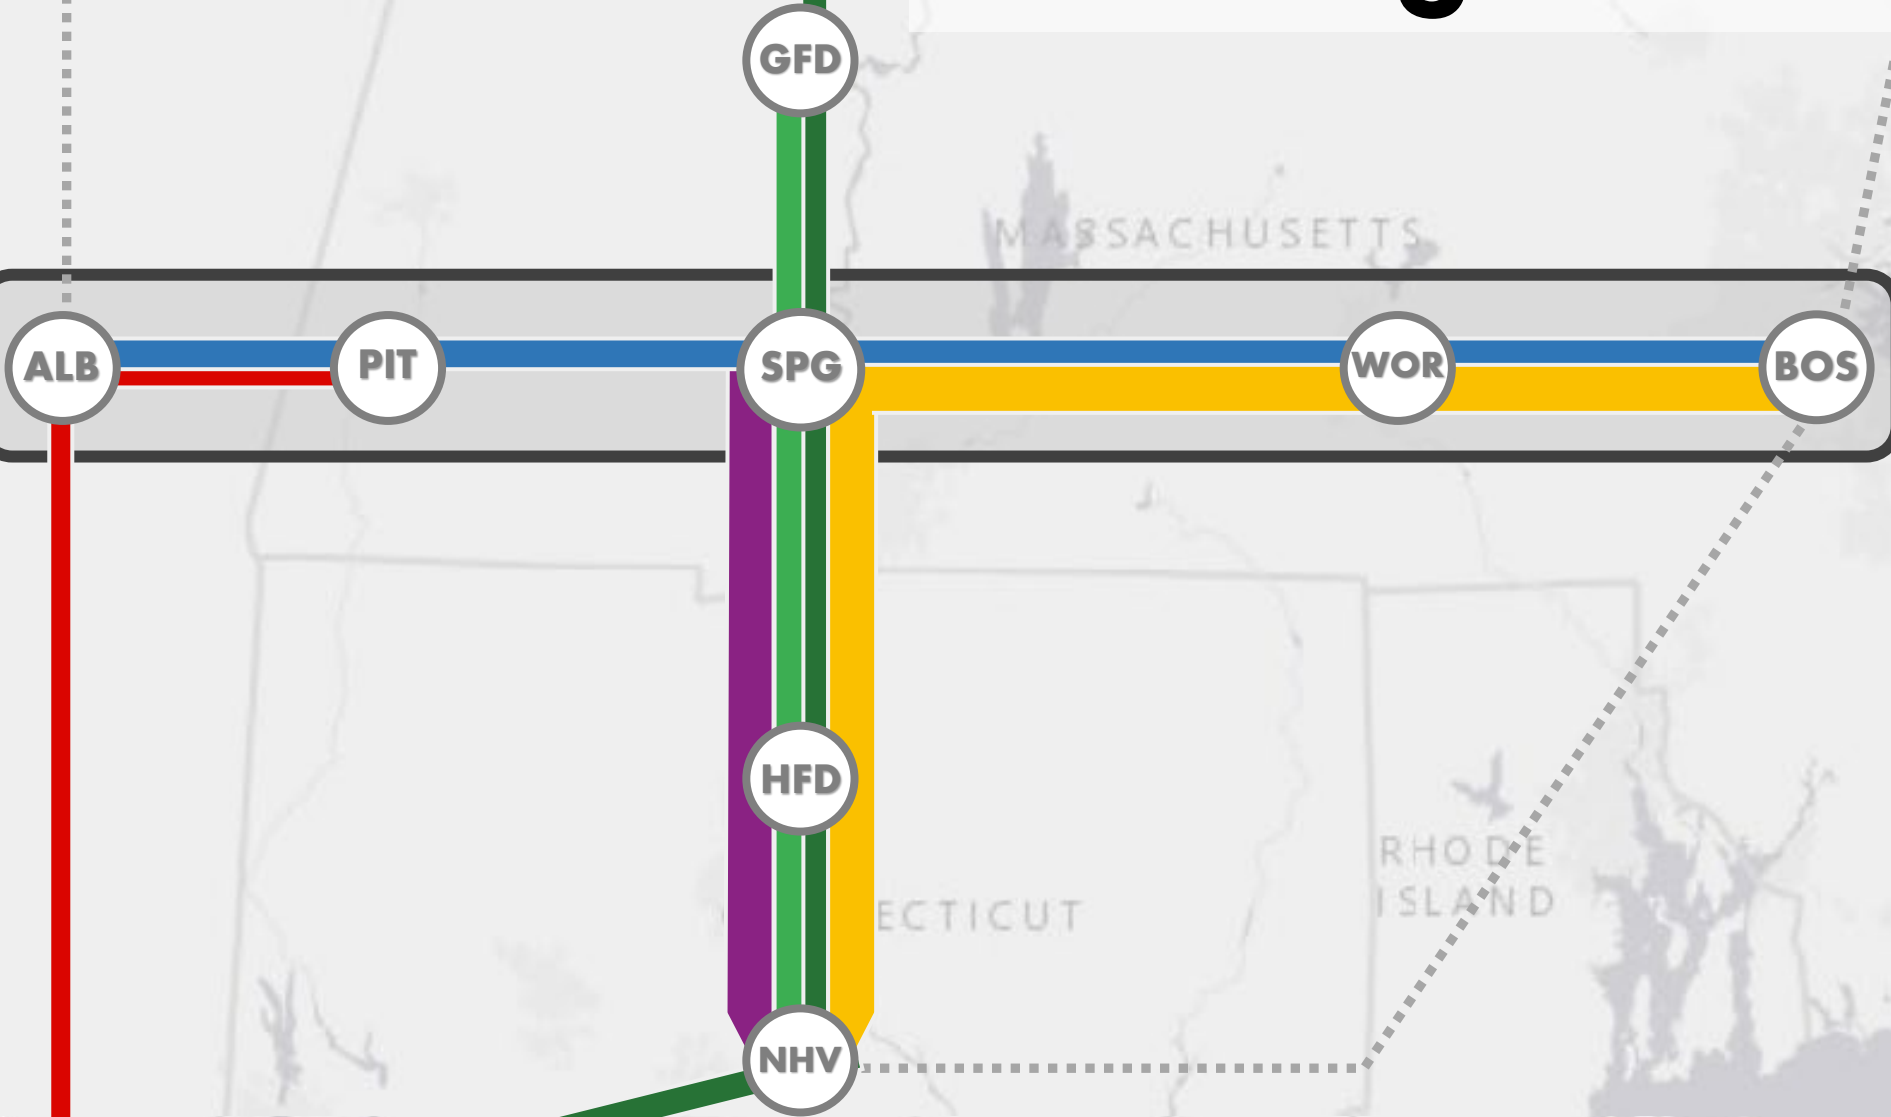 GFD
MASSACHUSETTS
ALB
PIT
SPG
WOR
BOS
HFD
RHODE
ISLAND
ECTICUT
NHV